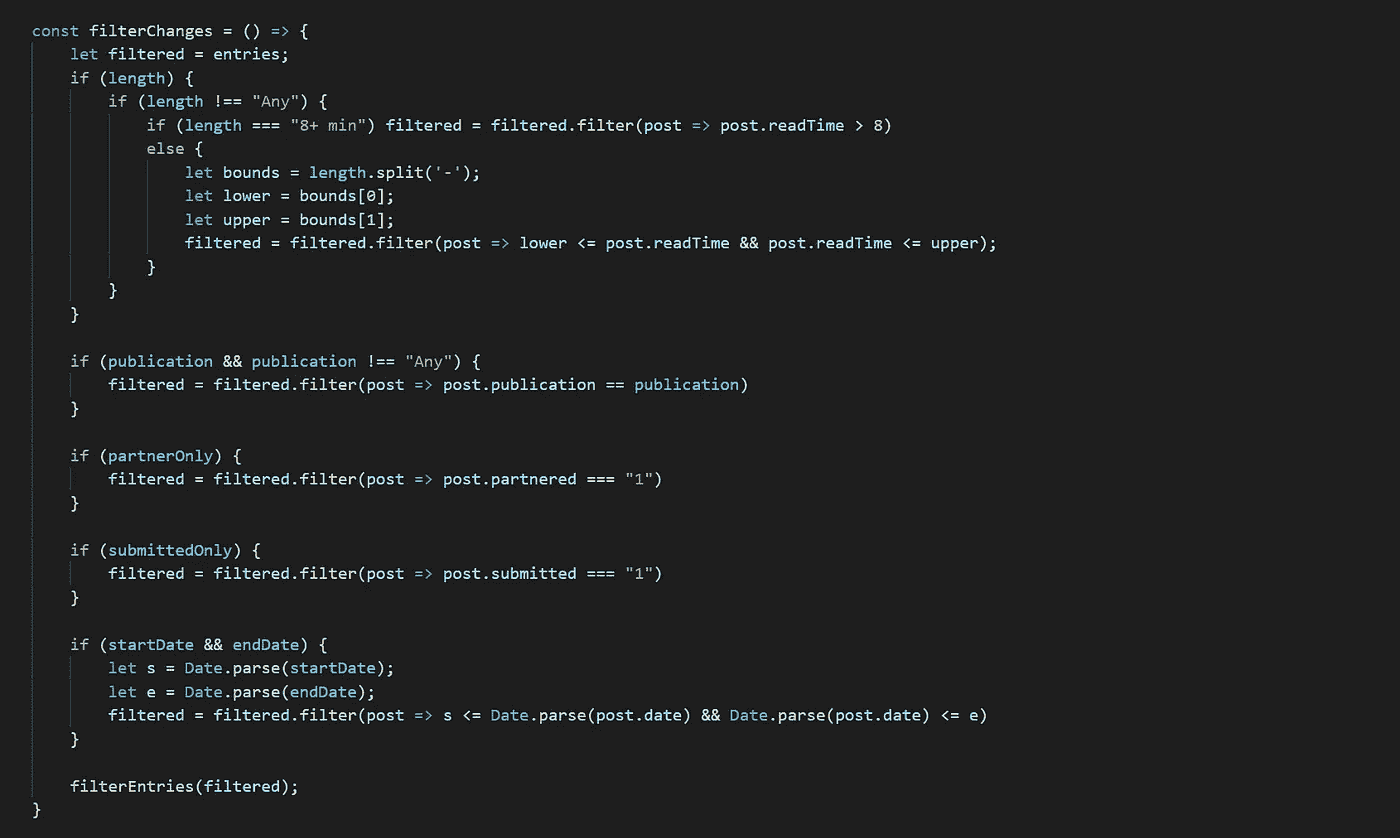 const filterChanges = () => {
    let filtered = entries;
    if (length) {
        if (length !== "Any") {
            if (length === "8+ min") filtered = filtered.filter(post => post.readTime > 8)
            else {
                let bounds = length.split('-');
                let lower = bounds[0];
                let upper = bounds[1];
                filtered = filtered.filter(post => lower <= post.readTime && post.readTime <= upper);
            }
        }
    }

    if (publication && publication !== "Any") {
        filtered = filtered.filter(post => post.publication == publication)
    }

    if (partnerOnly) {
        filtered = filtered.filter(post => post.partnered === "1")
    }

    if (submittedOnly) {
        filtered = filtered.filter(post => post.submitted === "1")
    }

    if (startDate && endDate) {
        let s = Date.parse(startDate);
        let e = Date.parse(endDate);
        filtered = filtered.filter(post => s <= Date.parse(post.date) && Date.parse(post.date) <= e)
    }

    filterEntries(filtered);
}